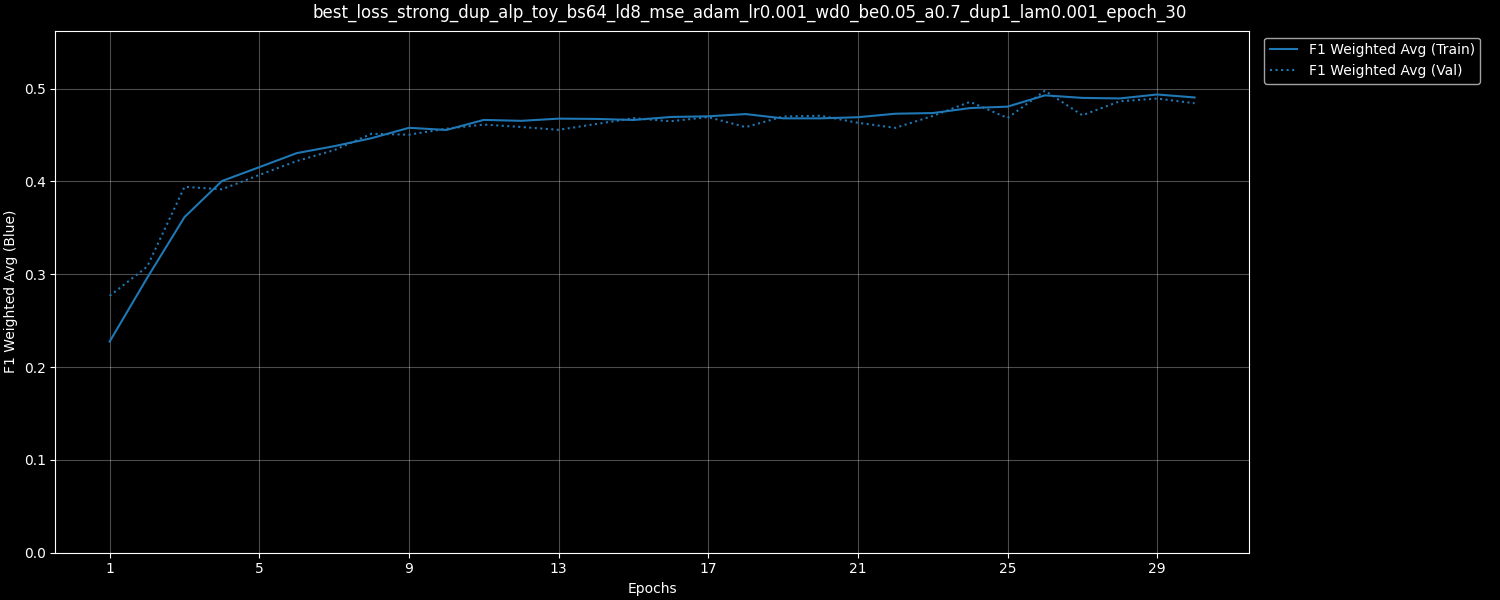 best_loss_strong_dup_alp_toy_bs64_ld8_mse_adam_lr0.001_wd0_be0.05_a0.7_dup1_lam0.001_epoch_30
F1 Weighted Avg (Train)
F1 Weighted Avg (Val)
F1 Weighted Avg (Blue)
0.5
0.4
0.3
0.2
0.1
0.0
1 5 9 13 17 21 25 29
Epochs